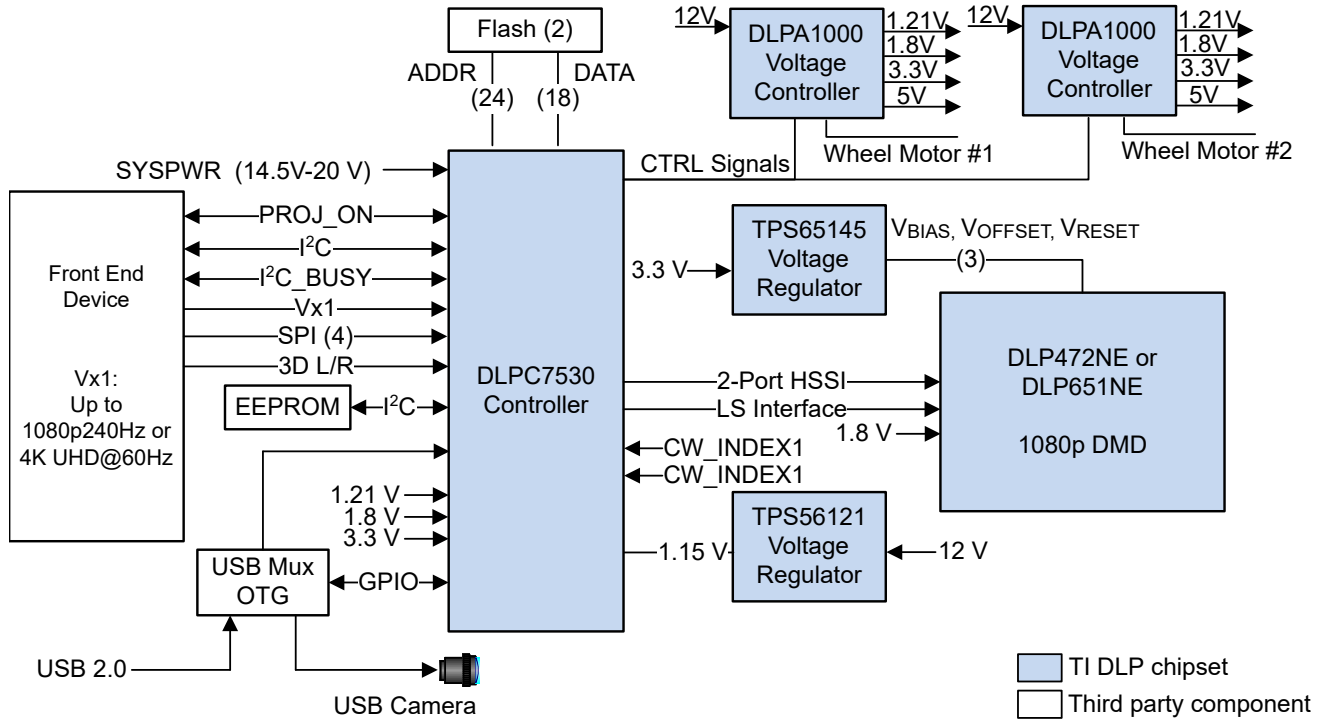 Flash (2)
ADDR
(24)
DATA
(18)
12V
DLPA1000
Voltage
Controller
1.21V
1.8V
3.3V
5V
Wheel Motor #1
12V
DLPA1000
Voltage
Controller
1.21V
1.8V
3.3V
5V
Wheel Motor #2
CTRL Signals
SYSPWR (14.5V-20 V)
PROJ_ON
I²C
I²C_BUSY
Vx1
SPI (4)
3D L/R
Front End
Device
Vx1:
Up to
1080p240Hz or
4K UHD@60Hz
EEPROM
I²C
DLPC7530
Controller
3.3 V
TPS65145
Voltage
Regulator
VBIAS, VOFFSET, VRESET
(3)
2-Port HSSI
LS Interface
1.8 V
DLP472NE or
DLP651NE
1080p DMD
CW_INDEX1
CW_INDEX1
1.21 V
1.8 V
3.3 V
1.15 V
TPS56121
Voltage
Regulator
12 V
USB Mux
OTG
GPIO
USB 2.0
USB Camera
TI DLP chipset
Third party component